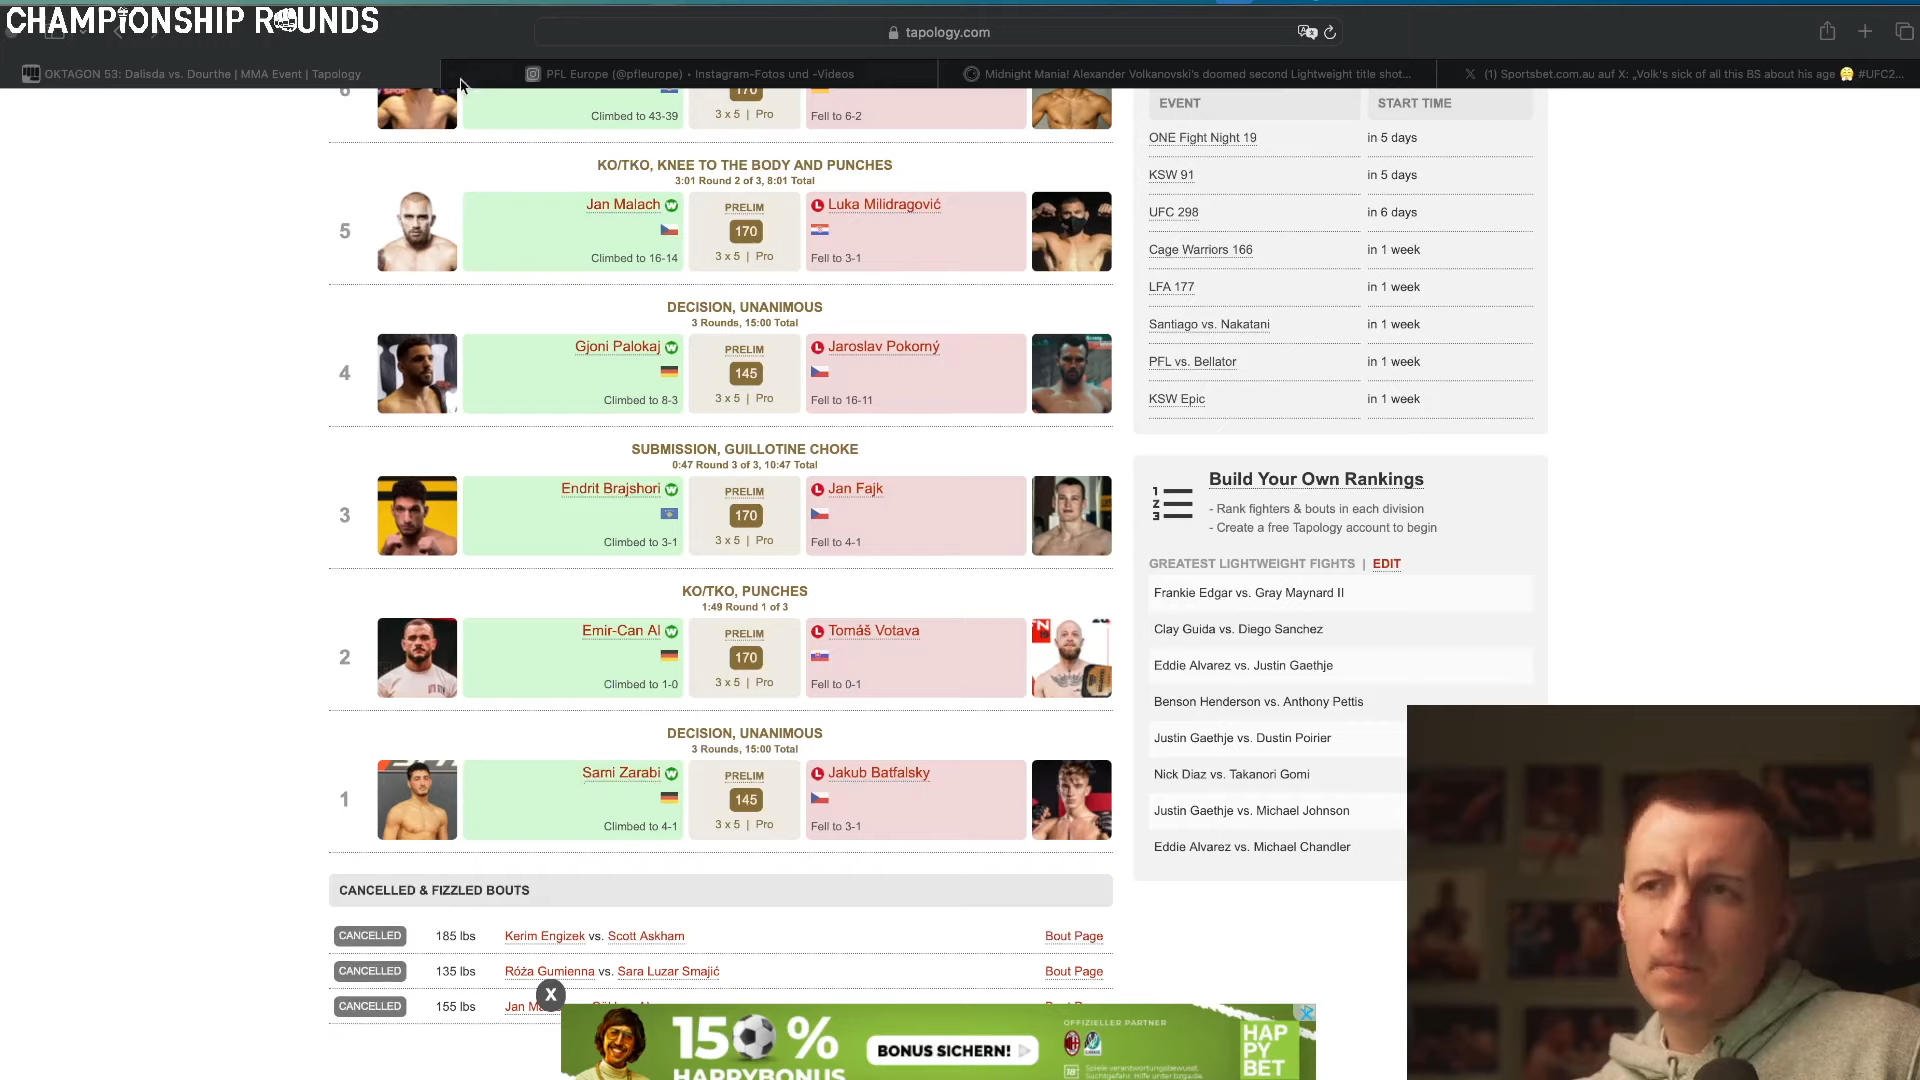 CHAMPIONSHIP ROUNDS
tapology.com
OKTAGON 53: Dalisda vs. Dourthe | MMA Event | Tapology
PFL Europe (@pfleurope) • Instagram-Fotos und -Videos
Midnight Mania! Alexander Volkanovski's doomed second Lightweight title shot...
(1) Sportsbet.com.au auf X: „Volk's sick of all this BS about his age 😤 #UFC2...
6
170
Climbed to 43-39
3 x 5 | Pro
Fell to 6-2
KO/TKO, KNEE TO THE BODY AND PUNCHES
3:01 Round 2 of 3, 8:01 Total
5
Jan Malach W
PRELIM
L Luka Milidragović
170
Climbed to 16-14
3 x 5 | Pro
Fell to 3-1
DECISION, UNANIMOUS
3 Rounds, 15:00 Total
4
Gjoni Palokaj W
PRELIM
L Jaroslav Pokorný
145
Climbed to 8-3
3 x 5 | Pro
Fell to 16-11
SUBMISSION, GUILLOTINE CHOKE
0:47 Round 3 of 3, 10:47 Total
3
Endrit Brajshori W
PRELIM
L Jan Fajk
170
Climbed to 3-1
3 x 5 | Pro
Fell to 4-1
KO/TKO, PUNCHES
1:49 Round 1 of 3
2
Emir-Can Al W
PRELIM
L Tomáš Votava
170
Climbed to 1-0
3 x 5 | Pro
Fell to 0-1
DECISION, UNANIMOUS
3 Rounds, 15:00 Total
1
Sami Zarabi W
PRELIM
L Jakub Batfalsky
145
Climbed to 4-1
3 x 5 | Pro
Fell to 3-1
CANCELLED & FIZZLED BOUTS
CANCELLED 185 lbs Kerim Engizek vs. Scott Askham Bout Page
CANCELLED 135 lbs Róża Gumienna vs. Sara Luzar Smajić Bout Page
CANCELLED 155 lbs Jan
EVENT START TIME
ONE Fight Night 19 in 5 days
KSW 91 in 5 days
UFC 298 in 6 days
Cage Warriors 166 in 1 week
LFA 177 in 1 week
Santiago vs. Nakatani in 1 week
PFL vs. Bellator in 1 week
KSW Epic in 1 week
Build Your Own Rankings
- Rank fighters & bouts in each division
- Create a free Tapology account to begin
GREATEST LIGHTWEIGHT FIGHTS | EDIT
Frankie Edgar vs. Gray Maynard II
Clay Guida vs. Diego Sanchez
Eddie Alvarez vs. Justin Gaethje
Benson Henderson vs. Anthony Pettis
Justin Gaethje vs. Dustin Poirier
Nick Diaz vs. Takanori Gomi
Justin Gaethje vs. Michael Johnson
Eddie Alvarez vs. Michael Chandler
X
150 %
HAPPYBONUS
BONUS SICHERN!
OFFIZIELLER PARTNER
18+
Spielerverantwortungsbewusst.
HAP
PY
BET